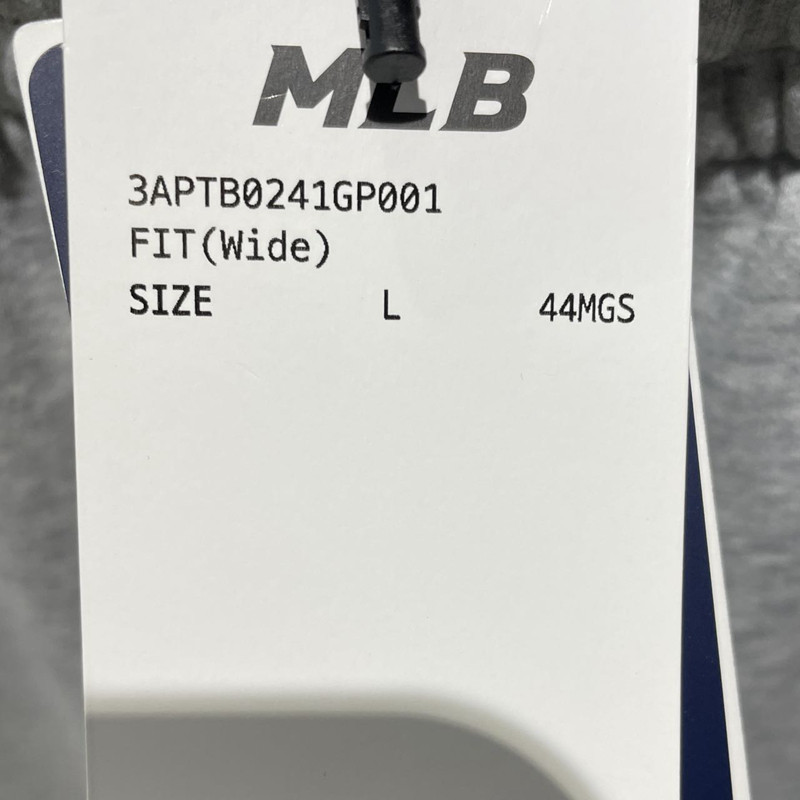 MLB
3APTB0241GP001
FIT(Wide)
SIZE L 44MGS